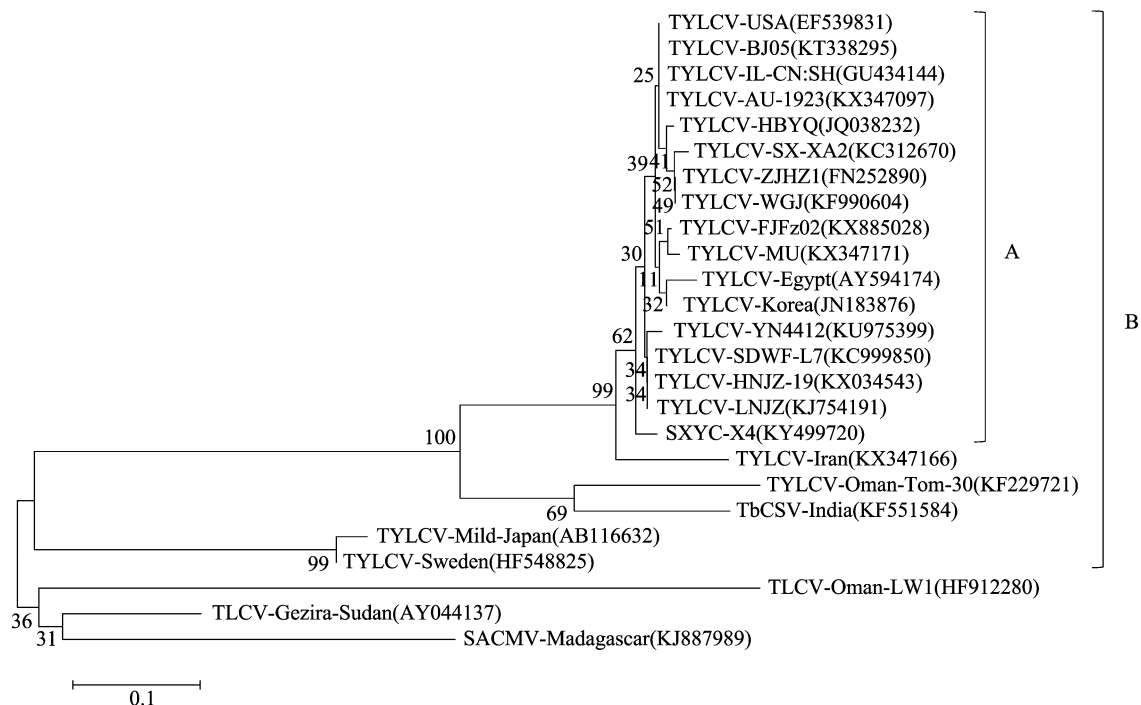 TYLCV-USA(EF539831)
TYLCV-BJ05(KT338295)
25 TYLCV-IL-CN:SH(GU434144)
TYLCV-AU-1923(KX347097)
TYLCV-HBYQ(JQ038232)
39 41 TYLCV-SX-XA2(KC312670)
52 TYLCV-ZJHZ1(FN252890)
49 TYLCV-WGJ(KF990604)
51 TYLCV-FJFz02(KX885028)
30 TYLCV-MU(KX347171) A
11 TYLCV-Egypt(AY594174)
32 TYLCV-Korea(JN183876)
B
62 TYLCV-YN4412(KU975399)
TYLCV-SDWF-L7(KC999850)
34 TYLCV-HNJZ-19(KX034543)
99 34 TYLCV-LNJZ(KJ754191)
100 SXYC-X4(KY499720)
TYLCV-Iran(KX347166)
TYLCV-Oman-Tom-30(KF229721)
69 TbCSV-India(KF551584)
TYLCV-Mild-Japan(AB116632)
99 TYLCV-Sweden(HF548825)
TLCV-Oman-LW1(HF912280)
36 TLCV-Gezira-Sudan(AY044137)
31 SACMV-Madagascar(KJ887989)
0.1